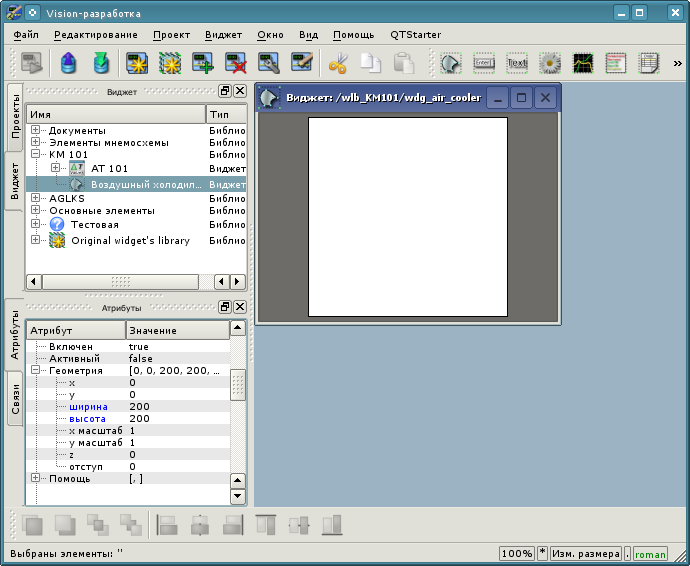 Vision-разработка
Файл Редактирование Проект Виджет Окно Вид Помощь QTStarter
Text
Проекты
Виджет
Атрибуты
Связи
Виджет
Имя Тип
Документы Библио
Элементы мнемосхемы Библио
КМ 101 Библио
АТ 101 Виджет
Воздушный холодил... Виджет
AGLKS Библио
Основные элементы Библио
Тестовая Библио
Original widget's library Библио
Атрибуты
Атрибут Значение
Включен true
Активный false
Геометрия [0, 0, 200, 200, ...
x 0
y 0
ширина 200
высота 200
x масштаб 1
y масштаб 1
z 0
отступ 0
Помощь [, ]
Виджет: /wlb_KM101/wdg_air_cooler
Выбраны элементы: ''
100% * Изм. размера . roman